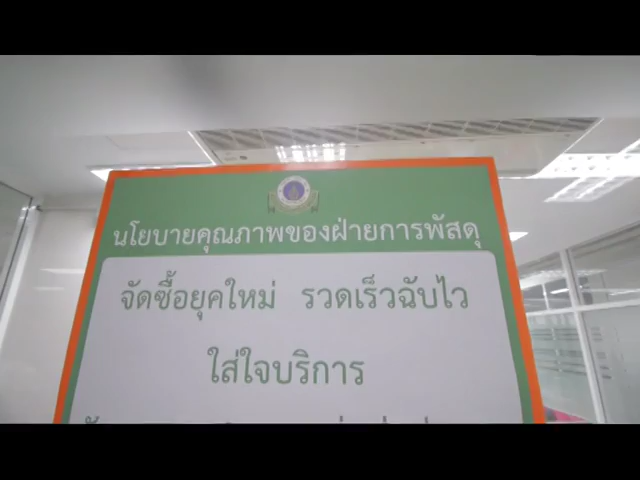 นโยบายคุณภาพของฝ่ายการพัสดุ
จัดซื้อยุคใหม่ รวดเร็วฉับไว
ใส่ใจบริการ